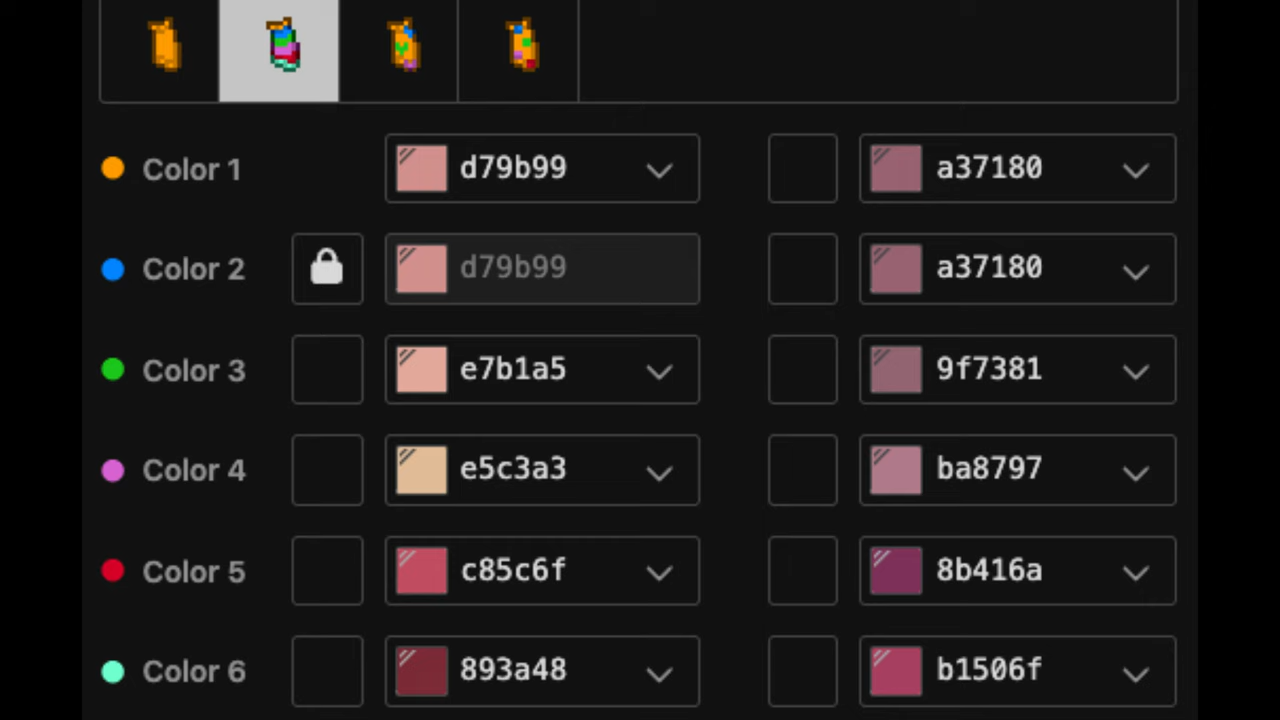 Color 1 d79b99 a37180
Color 2 d79b99 a37180
Color 3 e7b1a5 9f7381
Color 4 e5c3a3 ba8797
Color 5 c85c6f 8b416a
Color 6 893a48 b1506f